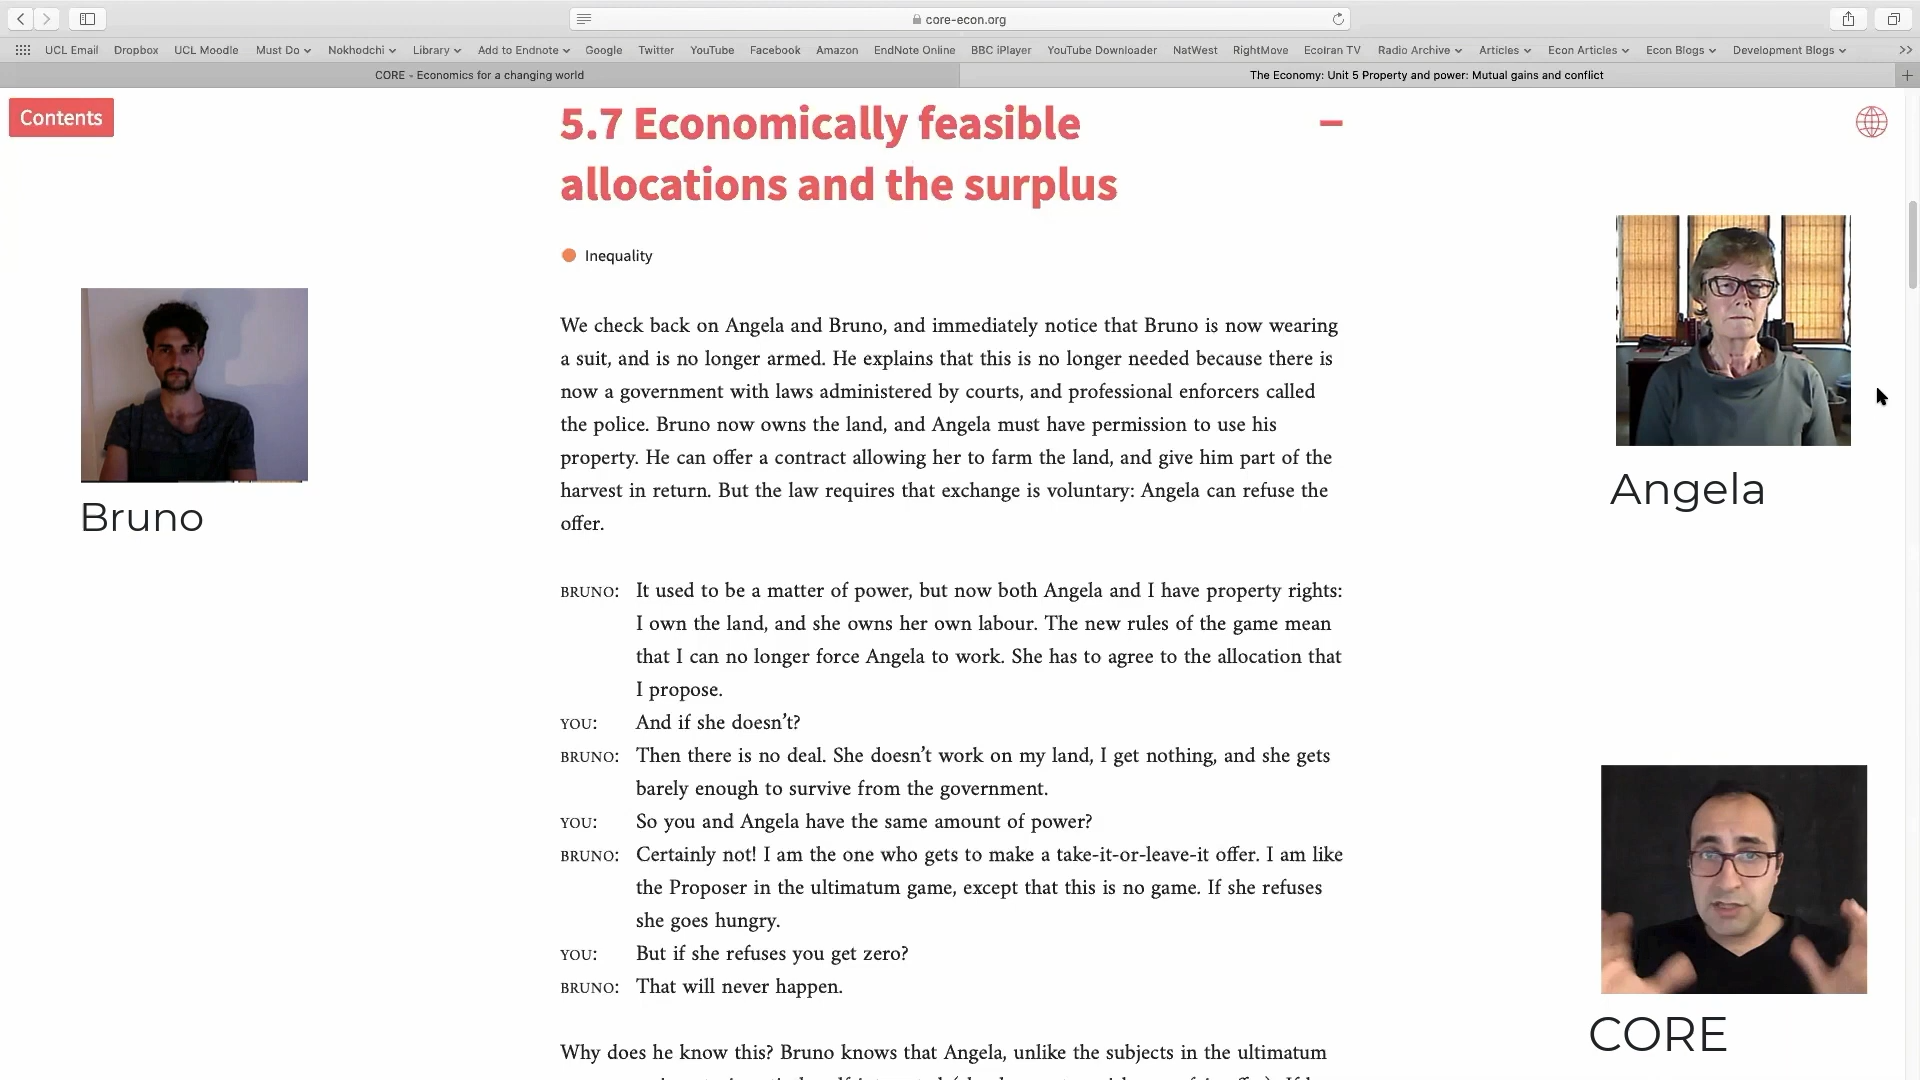 core-econ.org
UCL Email Dropbox UCL Moodle Must Do Nokhodchi Library Add to Endnote Google Twitter YouTube Facebook Amazon EndNote Online BBC iPlayer YouTube Downloader NatWest RightMove EcoIran TV Radio Archive Articles Econ Articles Econ Blogs Development Blogs
CORE - Economics for a changing world
The Economy: Unit 5 Property and power: Mutual gains and conflict
Contents
5.7 Economically feasible
allocations and the surplus
Inequality
We check back on Angela and Bruno, and immediately notice that Bruno is now wearing
a suit, and is no longer armed. He explains that this is no longer needed because there is
now a government with laws administered by courts, and professional enforcers called
the police. Bruno now owns the land, and Angela must have permission to use his
property. He can offer a contract allowing her to farm the land, and give him part of the
harvest in return. But the law requires that exchange is voluntary: Angela can refuse the
offer.
Bruno
Angela
BRUNO: It used to be a matter of power, but now both Angela and I have property rights:
I own the land, and she owns her own labour. The new rules of the game mean
that I can no longer force Angela to work. She has to agree to the allocation that
I propose.
YOU: And if she doesn’t?
BRUNO: Then there is no deal. She doesn’t work on my land, I get nothing, and she gets
barely enough to survive from the government.
YOU: So you and Angela have the same amount of power?
BRUNO: Certainly not! I am the one who gets to make a take-it-or-leave-it offer. I am like
the Proposer in the ultimatum game, except that this is no game. If she refuses
she goes hungry.
YOU: But if she refuses you get zero?
BRUNO: That will never happen.
CORE
Why does he know this? Bruno knows that Angela, unlike the subjects in the ultimatum